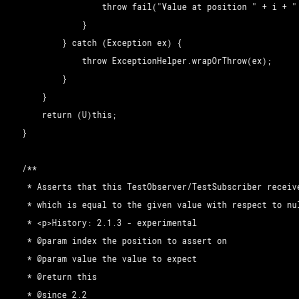 throw fail("Value at position " + i + "
}
} catch (Exception ex) {
throw ExceptionHelper.wrapOrThrow(ex);
}
}
return (U)this;
}
/**
* Asserts that this TestObserver/TestSubscriber receive
* which is equal to the given value with respect to nul
* <p>History: 2.1.3 - experimental
* @param index the position to assert on
* @param value the value to expect
* @return this
* @since 2.2